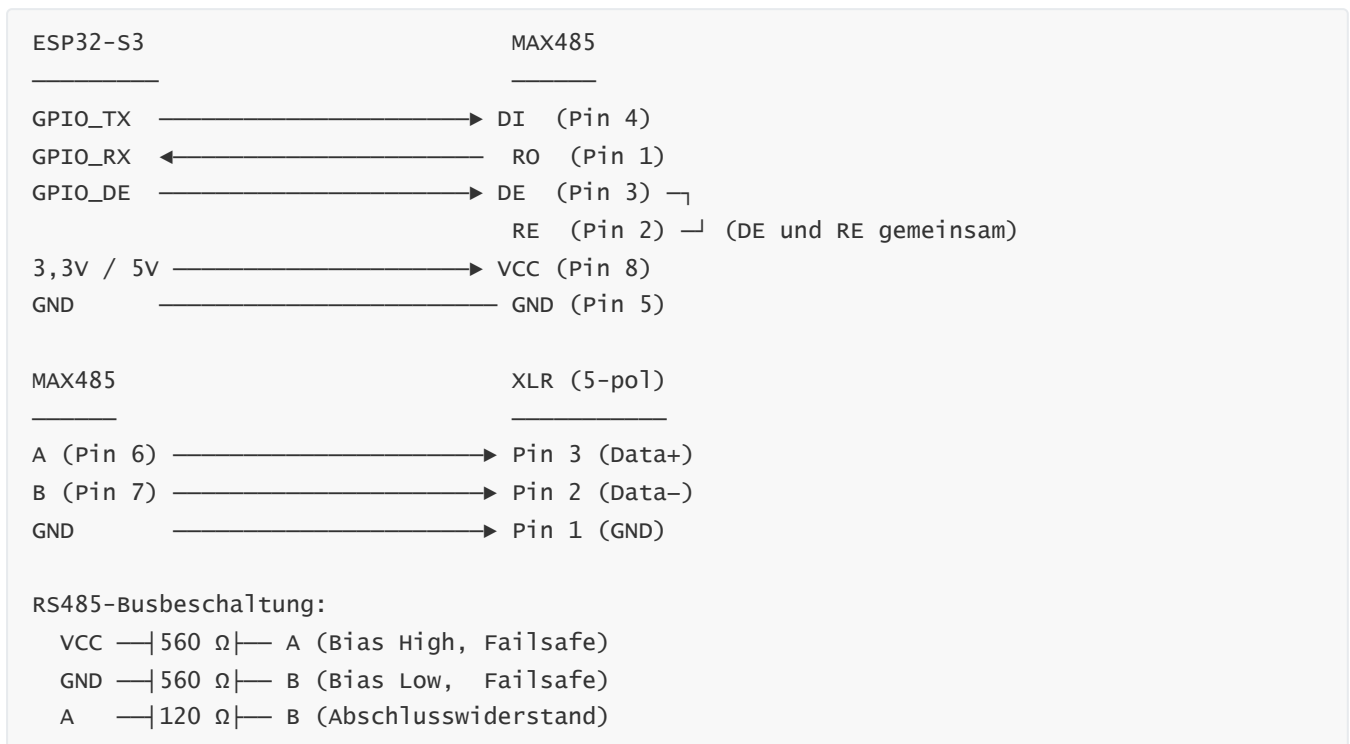 ESP32-S3                         MAX485
─────────                        ──────
GPIO_TX  ──────────────────────► DI  (Pin 4)
GPIO_RX  ◄──────────────────────  RO  (Pin 1)
GPIO_DE  ──────────────────────► DE  (Pin 3) ─┐
                                  RE  (Pin 2) ─┘ (DE und RE gemeinsam)
3,3V / 5V ─────────────────────► VCC (Pin 8)
GND      ──────────────────────── GND (Pin 5)
MAX485                           XLR (5-pol)
──────                           ───────────
A (Pin 6) ─────────────────────► Pin 3 (Data+)
B (Pin 7) ─────────────────────► Pin 2 (Data−)
GND       ─────────────────────► Pin 1 (GND)
RS485-Busbeschaltung:
  VCC ──┤560 Ω├── A (Bias High, Failsafe)
  GND ──┤560 Ω├── B (Bias Low,  Failsafe)
  A   ──┤120 Ω├── B (Abschlusswiderstand)